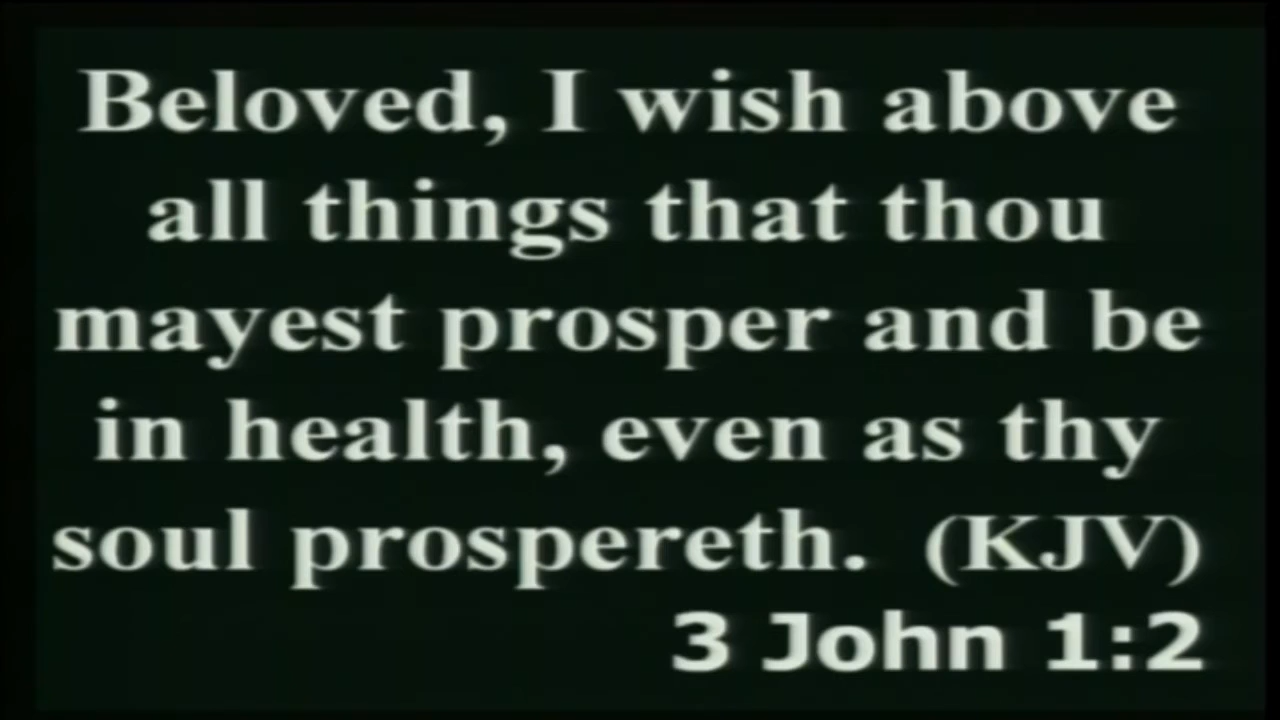 Beloved, I wish above
all things that thou
mayest prosper and be
in health, even as thy
soul prospereth. (KJV)
3 John 1:2